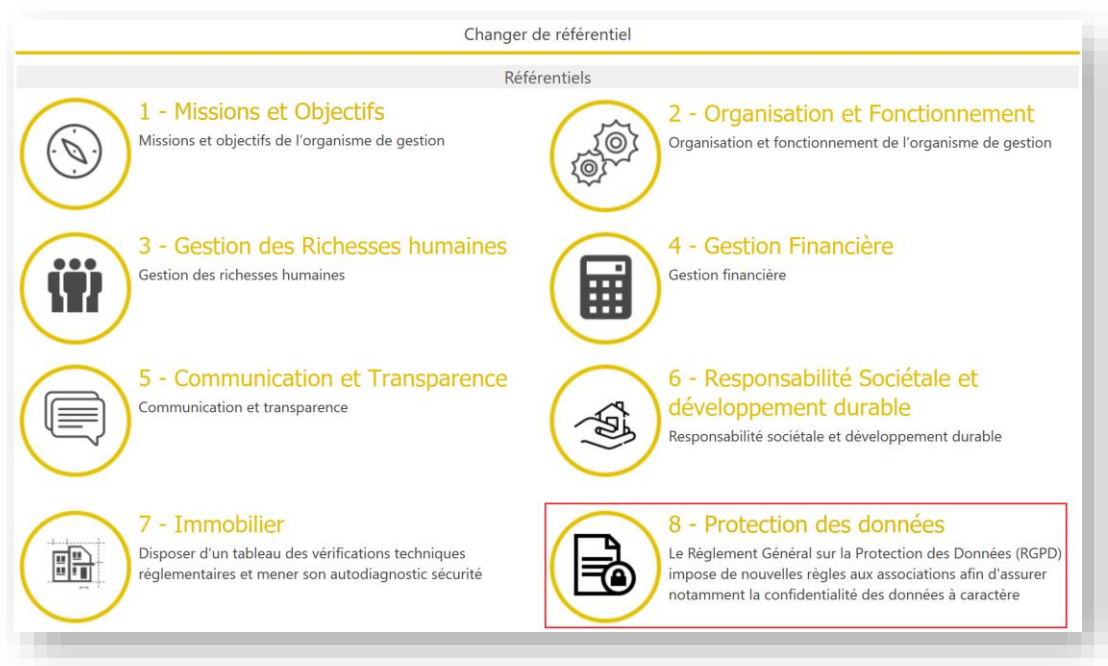 Changer de référentiel
Référentiels
1 - Missions et Objectifs
Missions et objectifs de l'organisme de gestion
2 - Organisation et Fonctionnement
Organisation et fonctionnement de l'organisme de gestion
3 - Gestion des Richesses humaines
Gestion des richesses humaines
4 - Gestion Financière
Gestion financière
5 - Communication et Transparence
Communication et transparence
6 - Responsabilité Sociétale et
développement durable
Responsabilité sociétale et développement durable
7 - Immobilier
Disposer d'un tableau des vérifications techniques
réglementaires et mener son autodiagnostic sécurité
8 - Protection des données
Le Règlement Général sur la Protection des Données (RGPD)
impose de nouvelles règles aux associations afin d'assurer
notamment la confidentialité des données à caractère